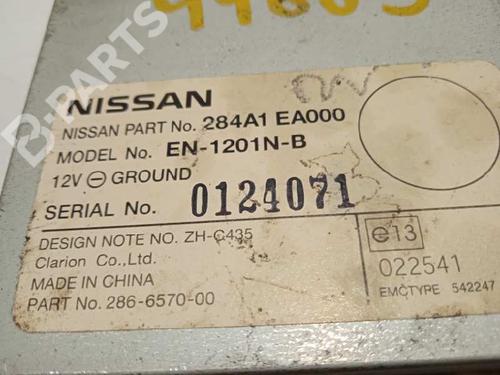 44605
B-PARTS
NISSAN
NISSAN PART No. 284A1 EA000
MODEL No. EN-1201N-B
12V ⊖ GROUND
SERIAL No. 0124071
DESIGN NOTE NO. ZH-C435
Clarion Co., Ltd.
MADE IN CHINA
PART No. 286-6570-00
e13
022541
EMCTYPE 542247